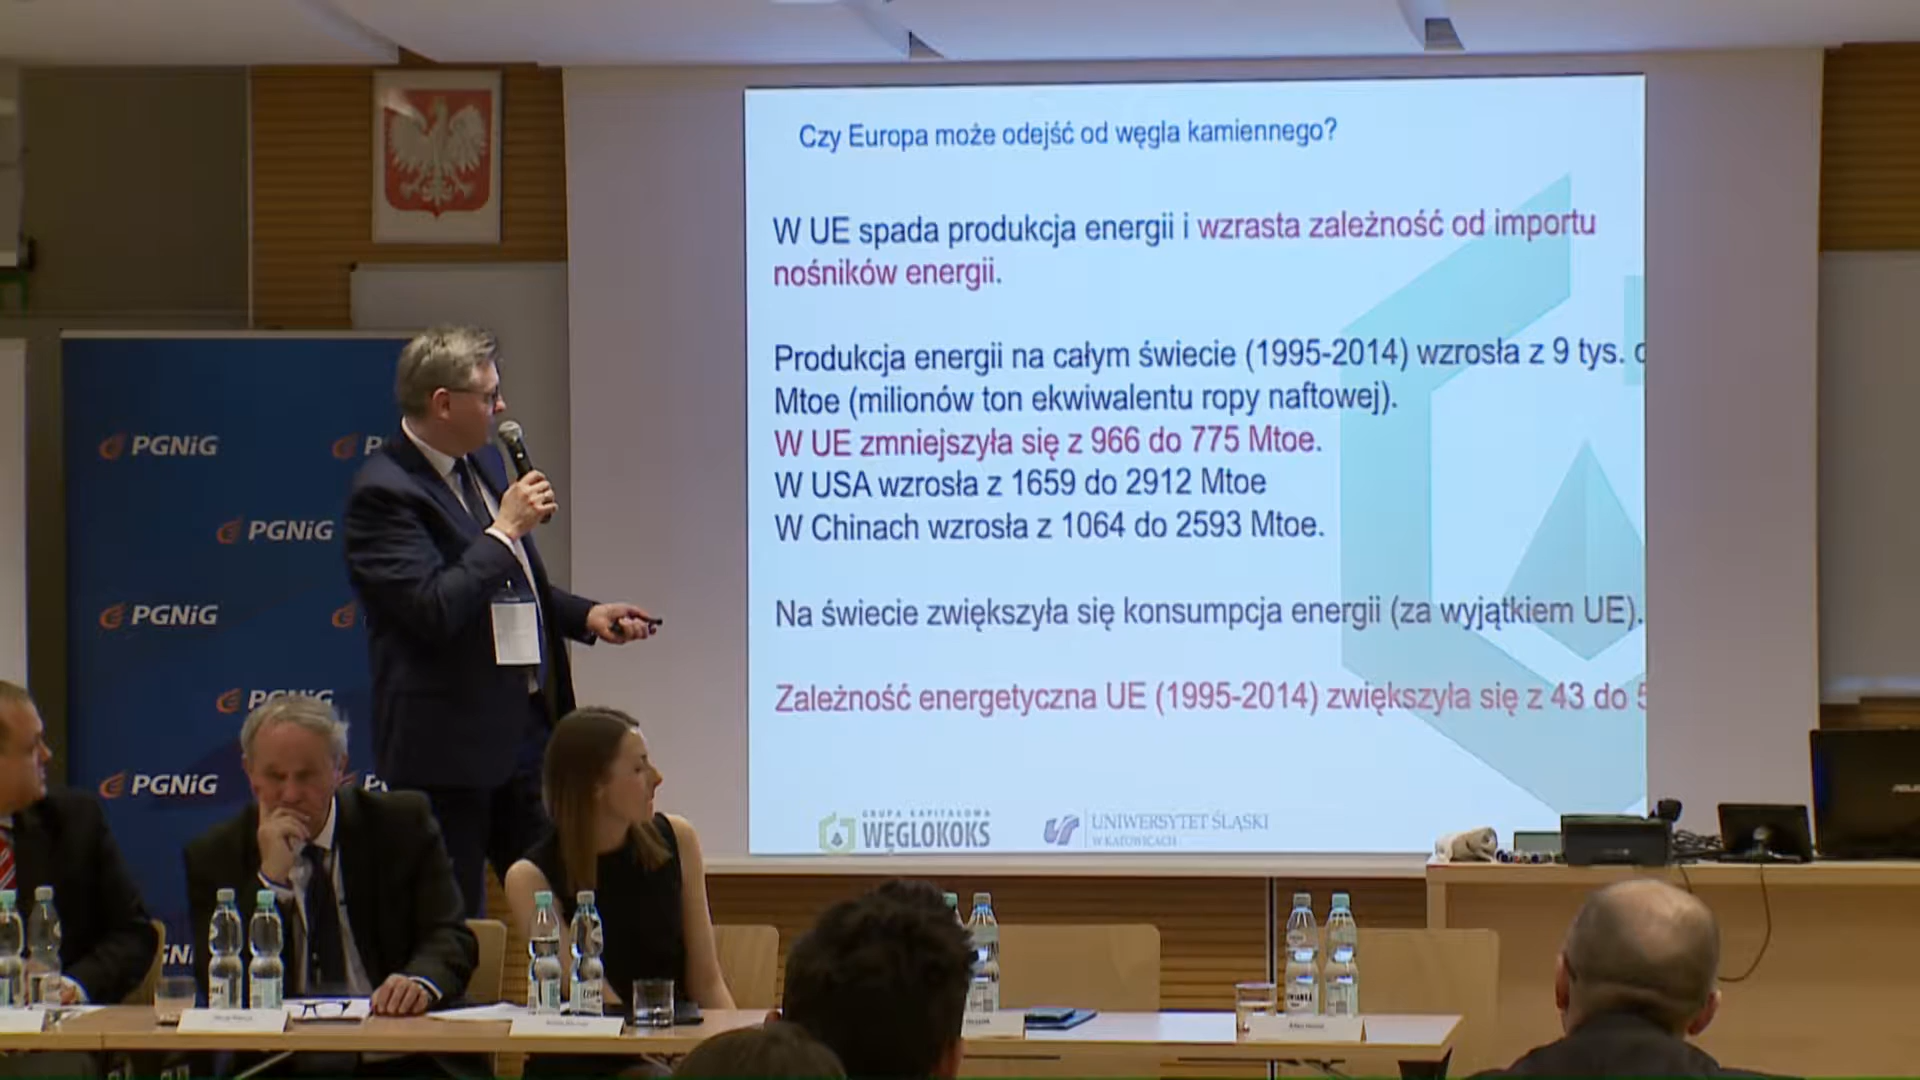 Czy Europa może odejść od węgla kamiennego?
W UE spada produkcja energii i wzrasta zależność od importu
nośników energii.
Produkcja energii na całym świecie (1995-2014) wzrosła z 9 tys.
Mtoe (milionów ton ekwiwalentu ropy naftowej).
W UE zmniejszyła się z 966 do 775 Mtoe.
W USA wzrosła z 1659 do 2912 Mtoe
W Chinach wzrosła z 1064 do 2593 Mtoe.
Na świecie zwiększyła się konsumpcja energii (za wyjątkiem UE).
Zależność energetyczna UE (1995-2014) zwiększyła się z 43 do
GRUPA KAPITAŁOWA
WĘGLOKOKS
UNIWERSYTET ŚLĄSKI
W KATOWICACH
PGNiG
PGNiG
PGNiG
PGNiG
PGNiG